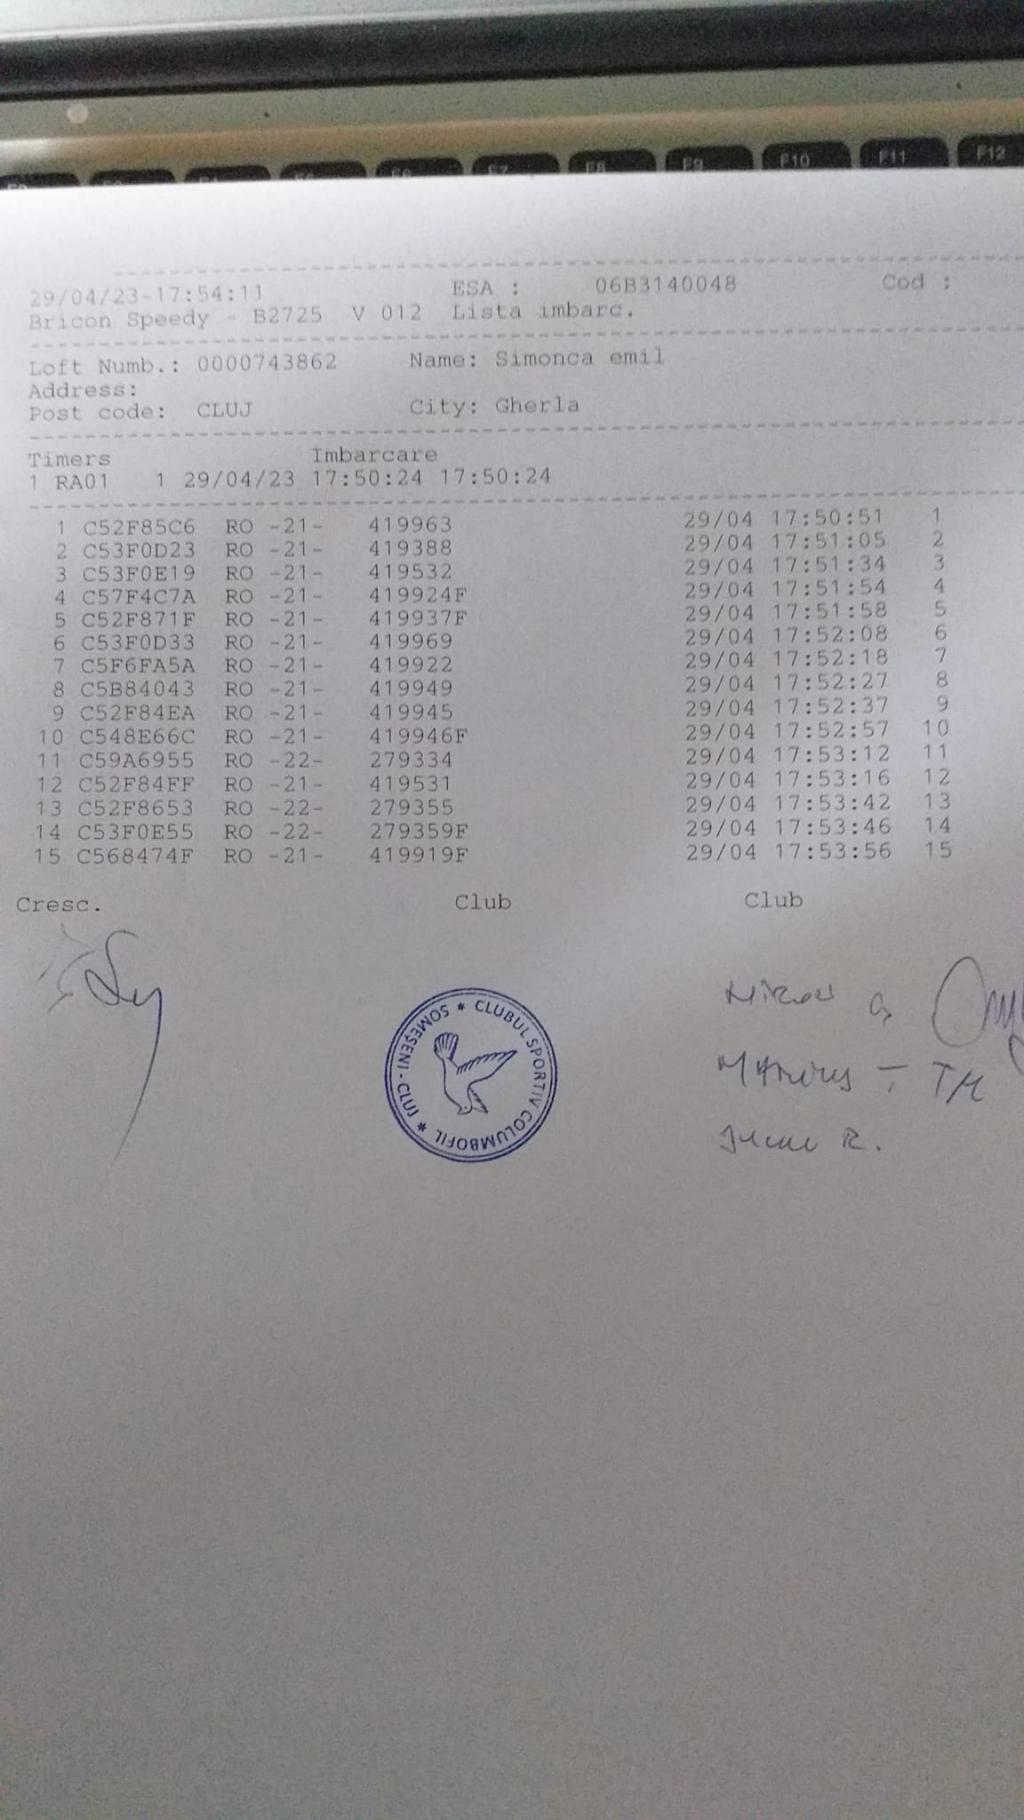 F6 F7 F8 F9 F10 F11 F12
29/04/23-17:54:11 ESA : 06B3140048 Cod :
Bricon Speedy - B2725 V 012 Lista imbarc.
Loft Numb.: 0000743862 Name: Simonca emil
Address:
Post code: CLUJ City: Gherla
Timers Imbarcare
1 RA01 1 29/04/23 17:50:24 17:50:24
1 C52F85C6 RO -21- 419963 29/04 17:50:51 1
2 C53F0D23 RO -21- 419388 29/04 17:51:05 2
3 C53F0E19 RO -21- 419532 29/04 17:51:34 3
4 C57F4C7A RO -21- 419924F 29/04 17:51:54 4
5 C52F871F RO -21- 419937F 29/04 17:51:58 5
6 C53F0D33 RO -21- 419969 29/04 17:52:08 6
7 C5F6FA5A RO -21- 419922 29/04 17:52:18 7
8 C5B84043 RO -21- 419949 29/04 17:52:27 8
9 C52F84EA RO -21- 419945 29/04 17:52:37 9
10 C548E66C RO -21- 419946F 29/04 17:52:57 10
11 C59A6955 RO -22- 279334 29/04 17:53:12 11
12 C52F84FF RO -21- 419531 29/04 17:53:16 12
13 C52F8653 RO -22- 279355 29/04 17:53:42 13
14 C53F0E55 RO -22- 279359F 29/04 17:53:46 14
15 C568474F RO -21- 419919F 29/04 17:53:56 15
Cresc. Club Club
CLUBUL SPORTIV COLUMBOFIL * CLUJ - SOMEȘENI *